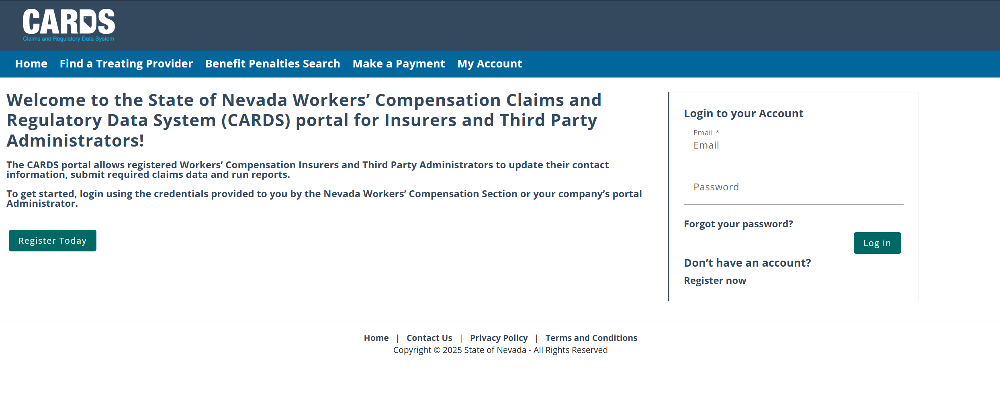 CARDS
Claims and Regulatory Data System
Home Find a Treating Provider Benefit Penalties Search Make a Payment My Account
Welcome to the State of Nevada Workers’ Compensation Claims and
Regulatory Data System (CARDS) portal for Insurers and Third Party
Administrators!
The CARDS portal allows registered Workers’ Compensation Insurers and Third Party Administrators to update their contact
information, submit required claims data and run reports.
To get started, login using the credentials provided to you by the Nevada Workers’ Compensation Section or your company’s portal
Administrator.
Register Today
Login to your Account
Email *
Email
Password
Forgot your password?
Log in
Don’t have an account?
Register now
Home | Contact Us | Privacy Policy | Terms and Conditions
Copyright © 2025 State of Nevada - All Rights Reserved